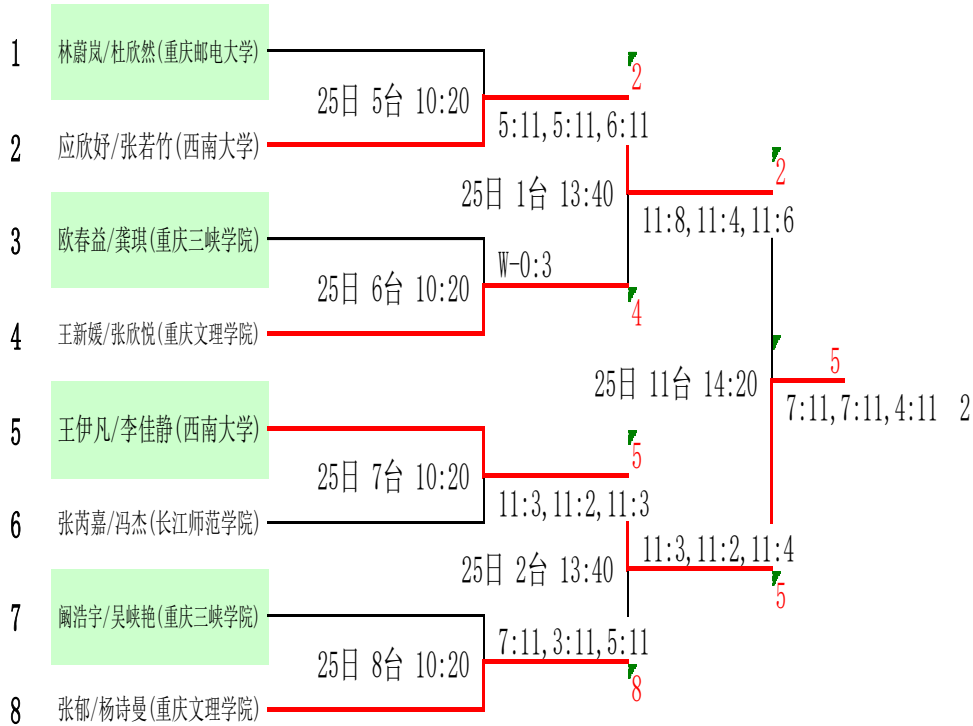 1 林蔚岚/杜欣然(重庆邮电大学)
2
25日 5台 10:20
5:11,5:11,6:11
2 应欣妤/张若竹(西南大学)
2
25日 1台 13:40
11:8,11:4,11:6
3 欧春益/龚琪(重庆三峡学院)
W-0:3
25日 6台 10:20
4
4 王新媛/张欣悦(重庆文理学院)
5
25日 11台 14:20
7:11,7:11,4:11 2
5 王伊凡/李佳静(西南大学)
5
25日 7台 10:20
11:3,11:2,11:3
6 张芮嘉/冯杰(长江师范学院)
11:3,11:2,11:4
25日 2台 13:40
5
7 阚浩宇/吴峡艳(重庆三峡学院)
7:11,3:11,5:11
25日 8台 10:20
8
8 张郁/杨诗曼(重庆文理学院)